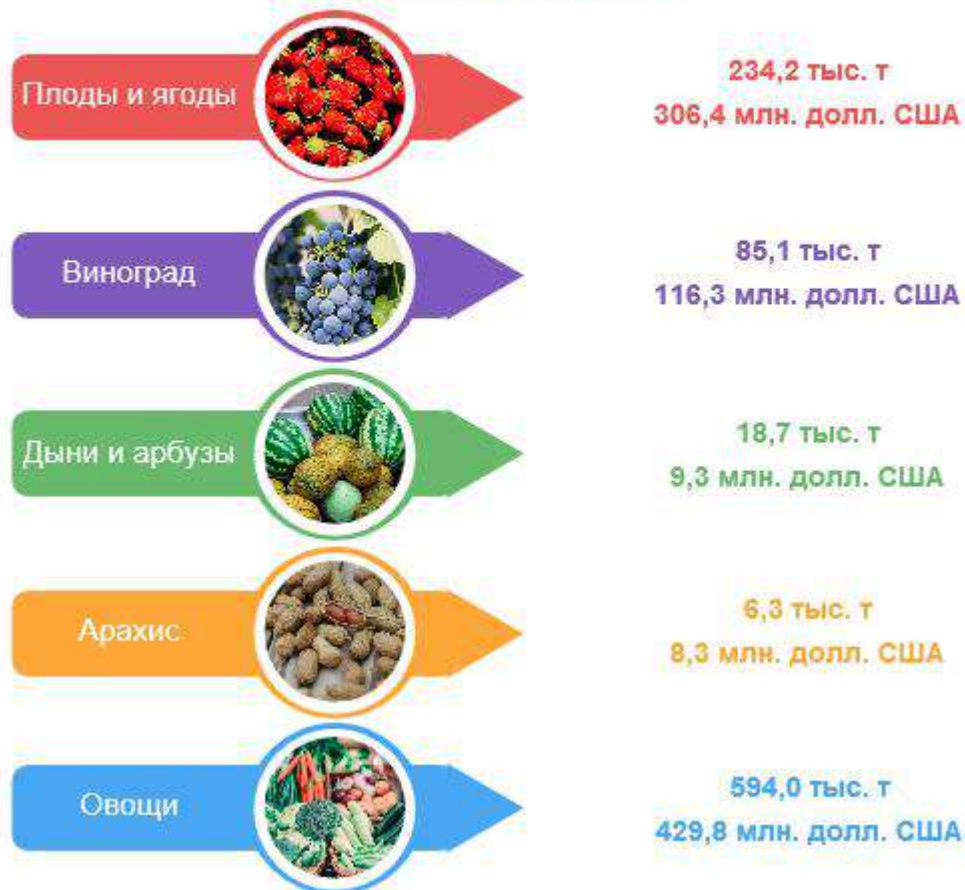 Плоды и ягоды
234,2 тыс. т
306,4 млн. долл. США
Виноград
85,1 тыс. т
116,3 млн. долл. США
Дыни и арбузы
18,7 тыс. т
9,3 млн. долл. США
Арахис
6,3 тыс. т
8,3 млн. долл. США
Овощи
594,0 тыс. т
429,8 млн. долл. США